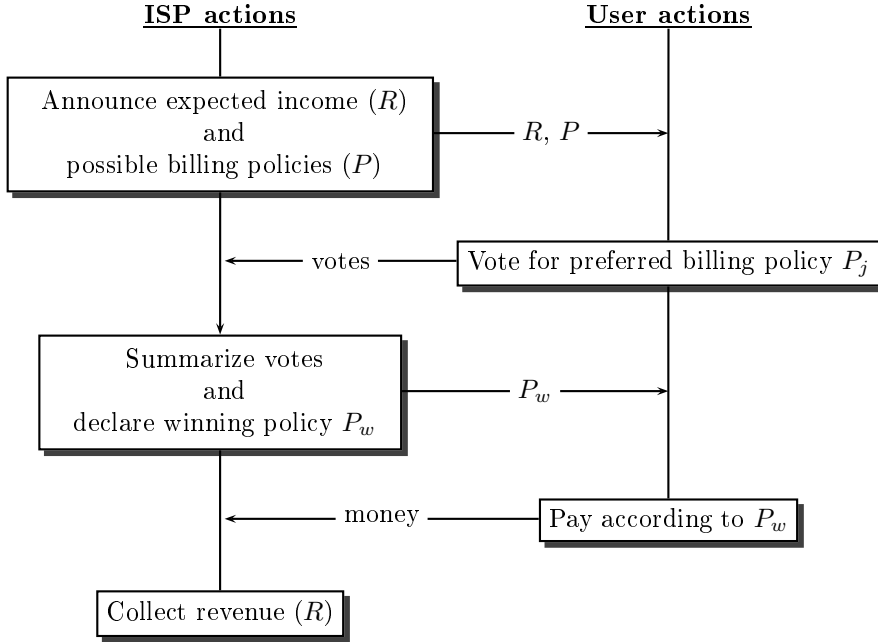 ISP actions
User actions
Announce expected income (R)
and
possible billing policies (P)
R, P
votes
Vote for preferred billing policy P_j
Summarize votes
and
declare winning policy P_w
P_w
money
Pay according to P_w
Collect revenue (R)